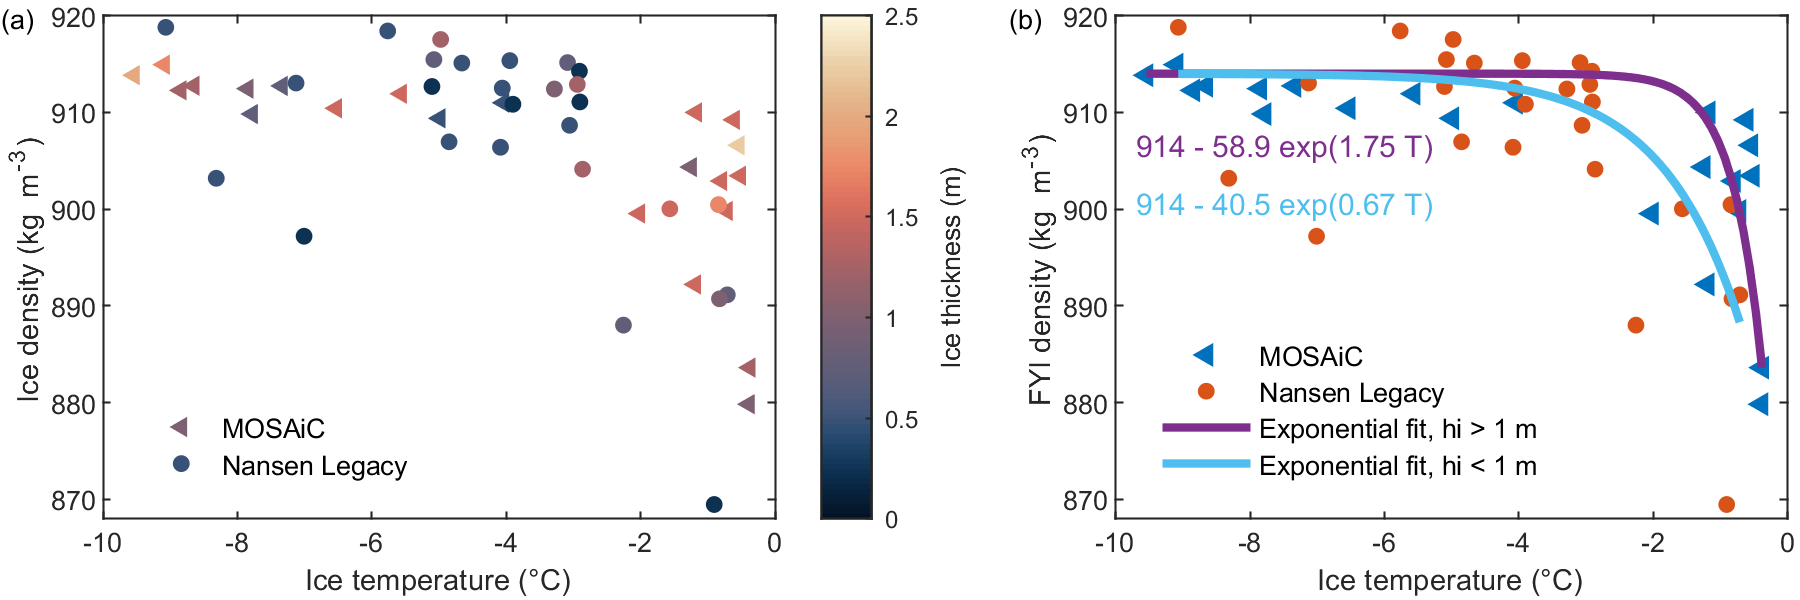 (a)
920
910
900
890
880
870
-10 -8 -6 -4 -2 0
Ice temperature (°C)
Ice density (kg m-3)
MOSAiC
Nansen Legacy
2.5
2
1.5
1
0.5
0
Ice thickness (m)
(b)
920
910
900
890
880
870
-10 -8 -6 -4 -2 0
Ice temperature (°C)
FYI density (kg m-3)
914 - 58.9 exp(1.75 T)
914 - 40.5 exp(0.67 T)
MOSAiC
Nansen Legacy
Exponential fit, hi > 1 m
Exponential fit, hi < 1 m